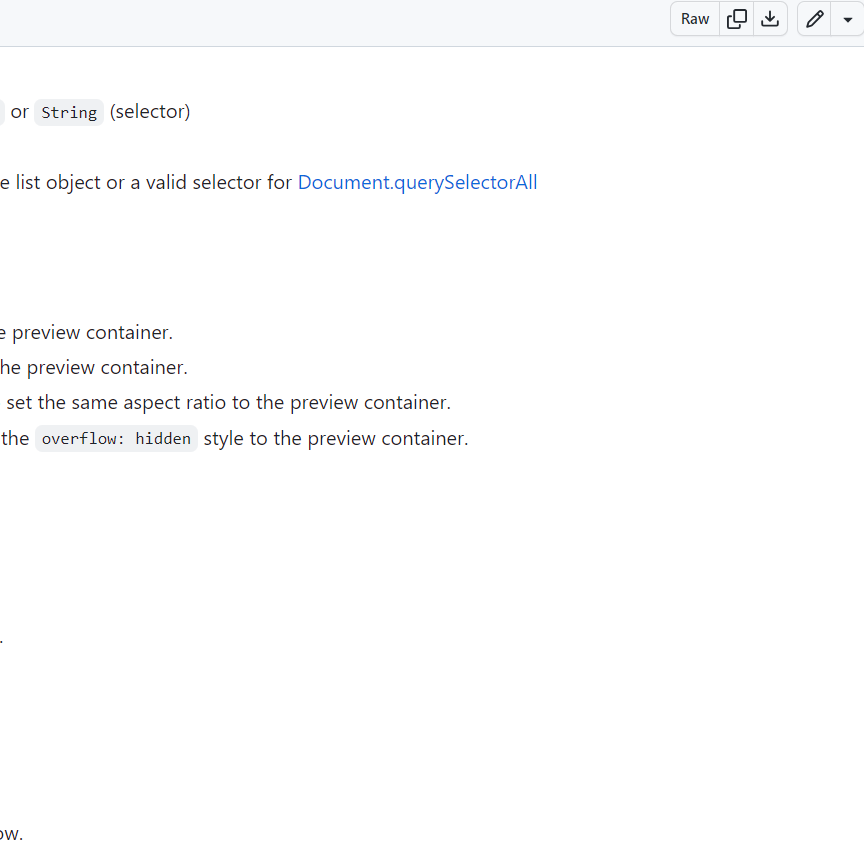 Raw
or String (selector)
e list object or a valid selector for Document.querySelectorAll
e preview container.
he preview container.
set the same aspect ratio to the preview container.
the overflow: hidden style to the preview container.
.
ow.